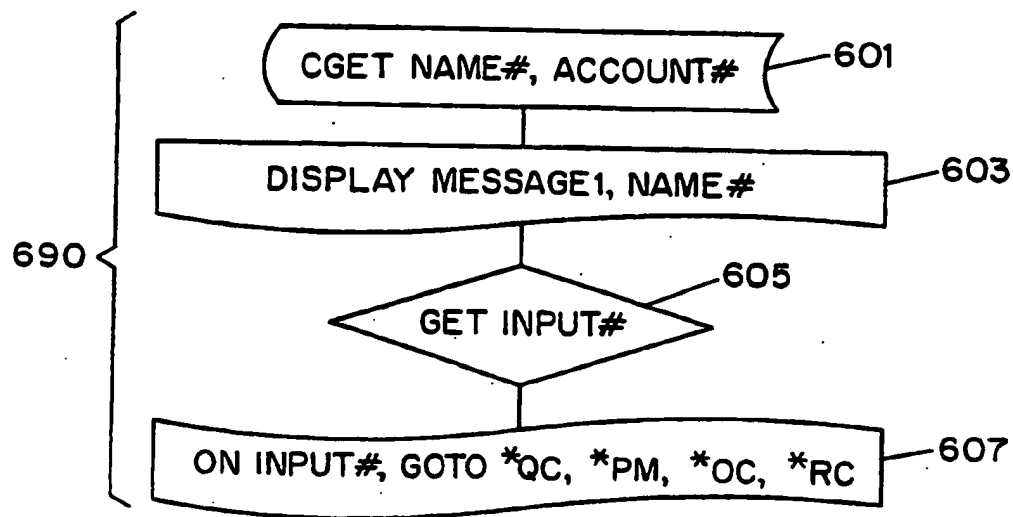 CGET NAME#, ACCOUNT#
601
DISPLAY MESSAGE1, NAME#
603
690
605
GET INPUT#
ON INPUT#, GOTO *QC, *PM, *OC, *RC
607